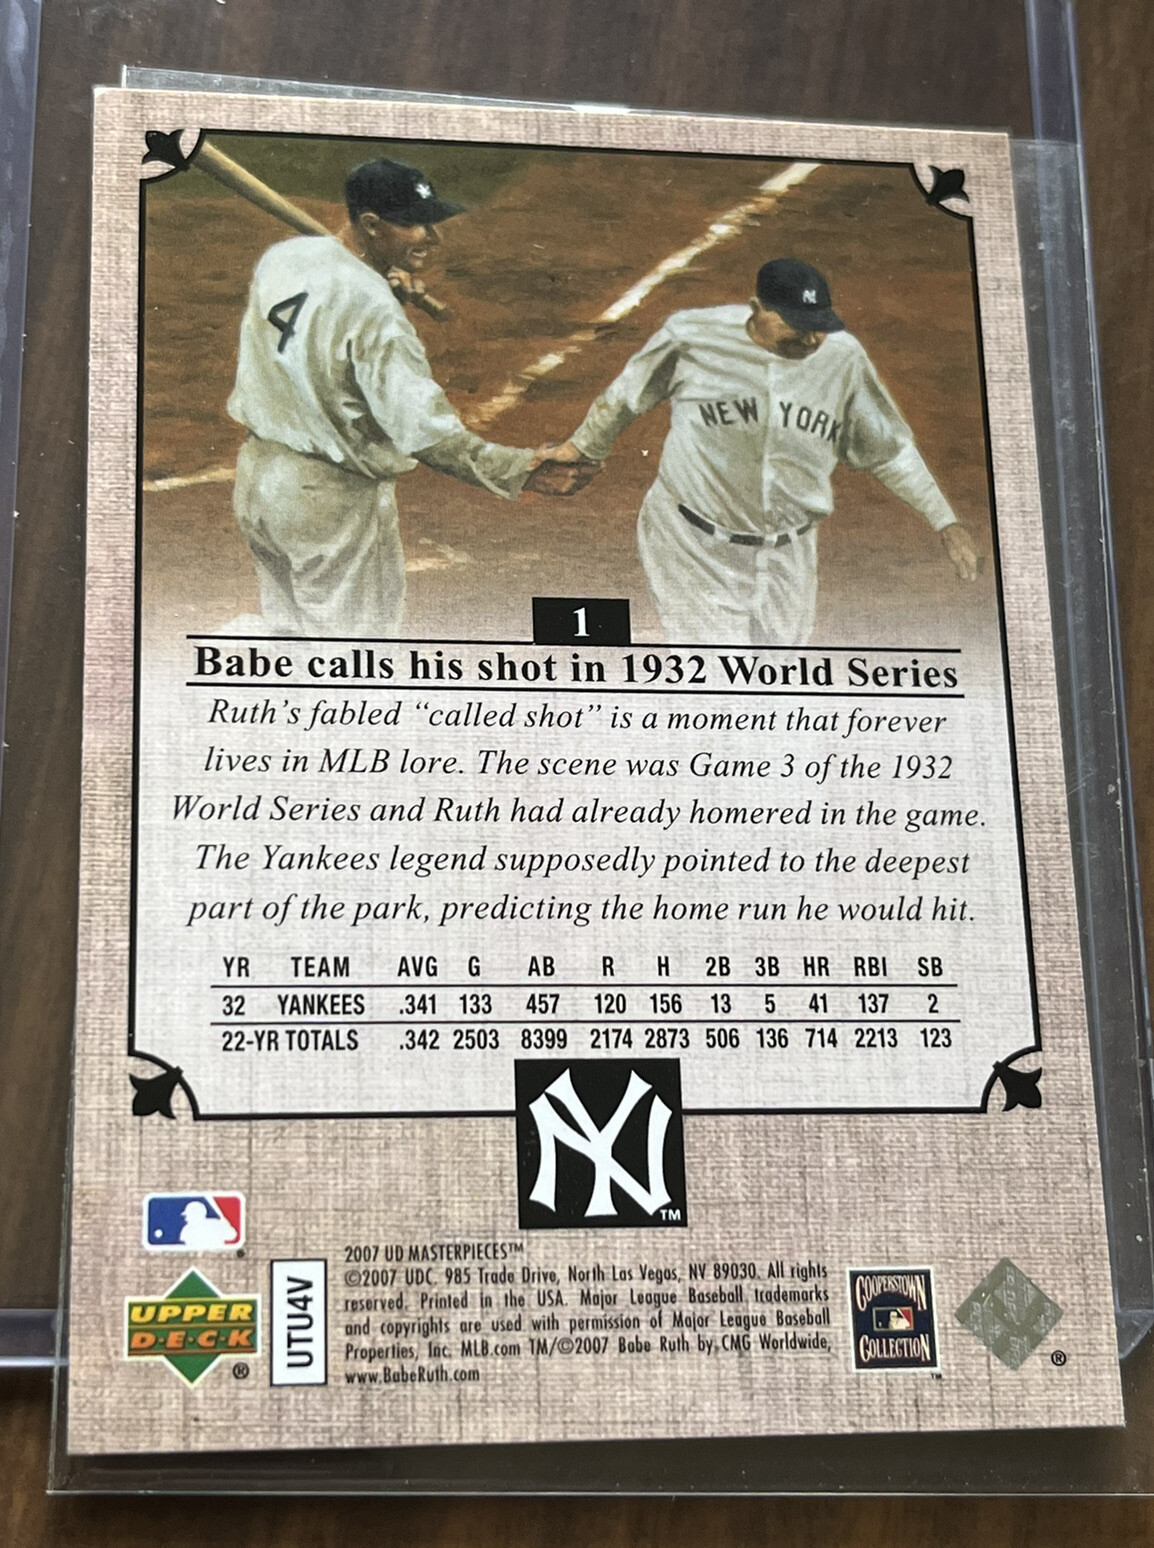 4
NEW YORK
1
Babe calls his shot in 1932 World Series
Ruth's fabled "called shot" is a moment that forever
lives in MLB lore. The scene was Game 3 of the 1932
World Series and Ruth had already homered in the game.
The Yankees legend supposedly pointed to the deepest
part of the park, predicting the home run he would hit.
YR TEAM AVG G AB R H 2B 3B HR RBI SB
32 YANKEES .341 133 457 120 156 13 5 41 137 2
22-YR TOTALS .342 2503 8399 2174 2873 506 136 714 2213 123
NY TM
2007 UD MASTERPIECES™
©2007 UDC. 985 Trade Drive, North Las Vegas, NV 89030. All rights
reserved. Printed in the USA. Major League Baseball trademarks
and copyrights are used with permission of Major League Baseball
Properties, Inc. MLB.com TM/©2007 Babe Ruth by CMG Worldwide,
www.BabeRuth.com
UPPER
D·E·C·K
®
UTU4V
COOPERSTOWN
COLLECTION
™
®